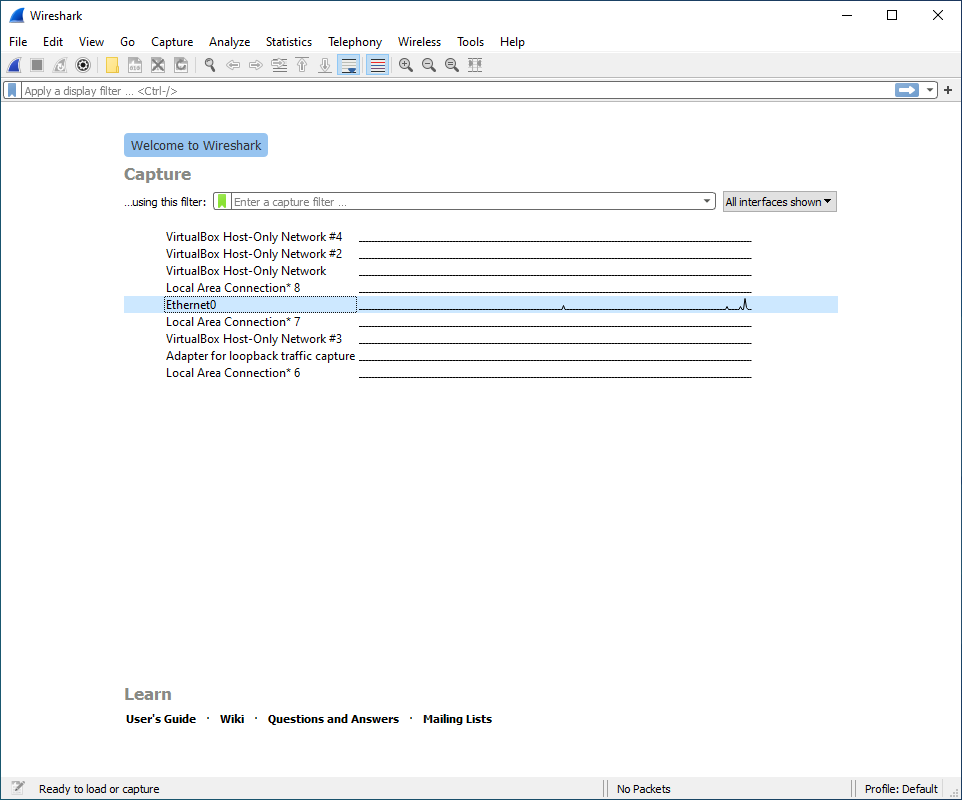 Wireshark
File Edit View Go Capture Analyze Statistics Telephony Wireless Tools Help
Apply a display filter ... <Ctrl-/>
Welcome to Wireshark
Capture
...using this filter: Enter a capture filter ... All interfaces shown
VirtualBox Host-Only Network #4
VirtualBox Host-Only Network #2
VirtualBox Host-Only Network
Local Area Connection* 8
Ethernet0
Local Area Connection* 7
VirtualBox Host-Only Network #3
Adapter for loopback traffic capture
Local Area Connection* 6
Learn
User's Guide · Wiki · Questions and Answers · Mailing Lists
Ready to load or capture No Packets Profile: Default